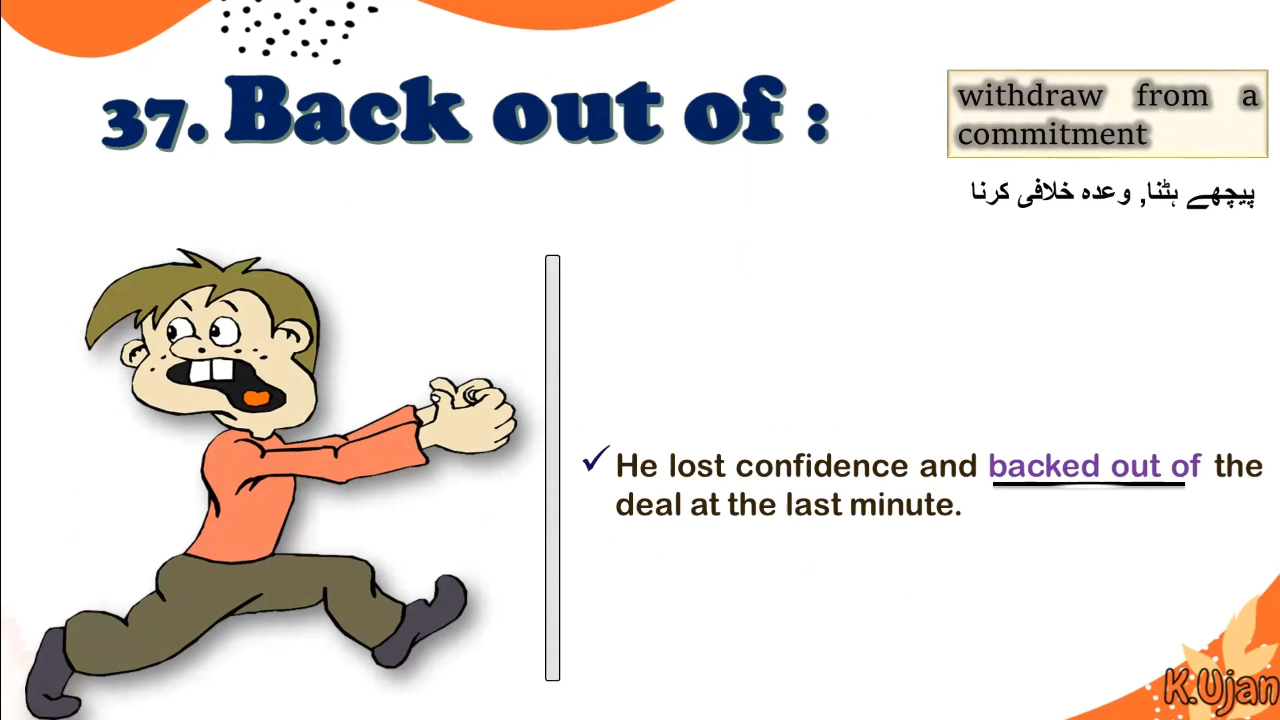 37. Back out of :
withdraw from a
commitment
پیچھے ہٹنا, وعدہ خلافی کرنا
✓ He lost confidence and backed out of the
deal at the last minute.
K.Ujan